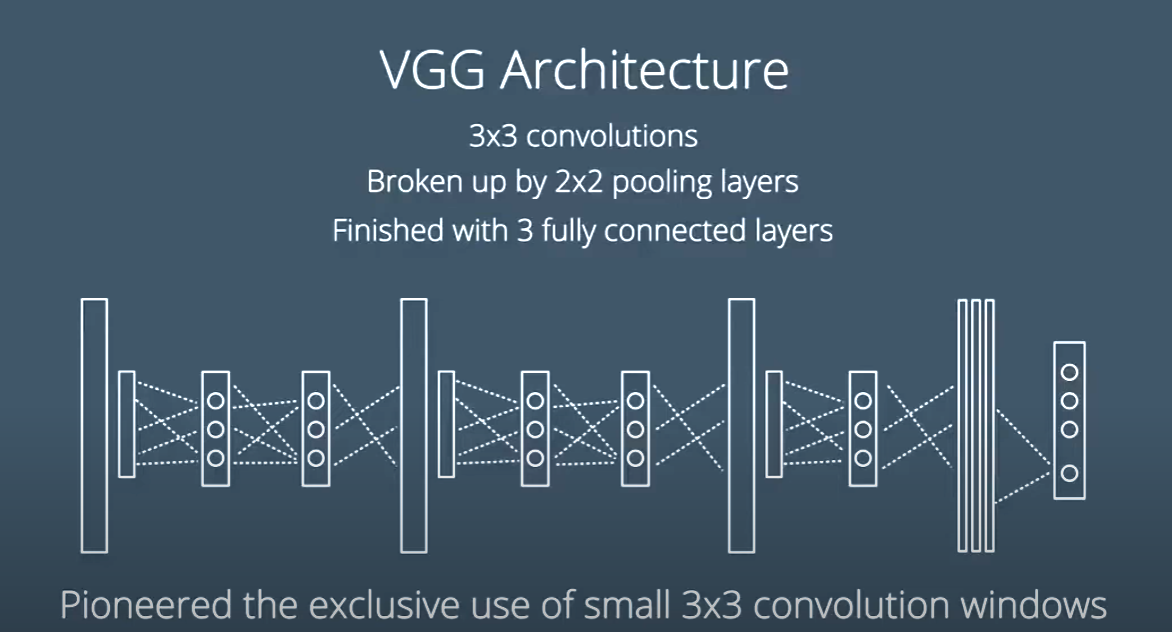 VGG Architecture
3x3 convolutions
Broken up by 2x2 pooling layers
Finished with 3 fully connected layers
Pioneered the exclusive use of small 3x3 convolution windows